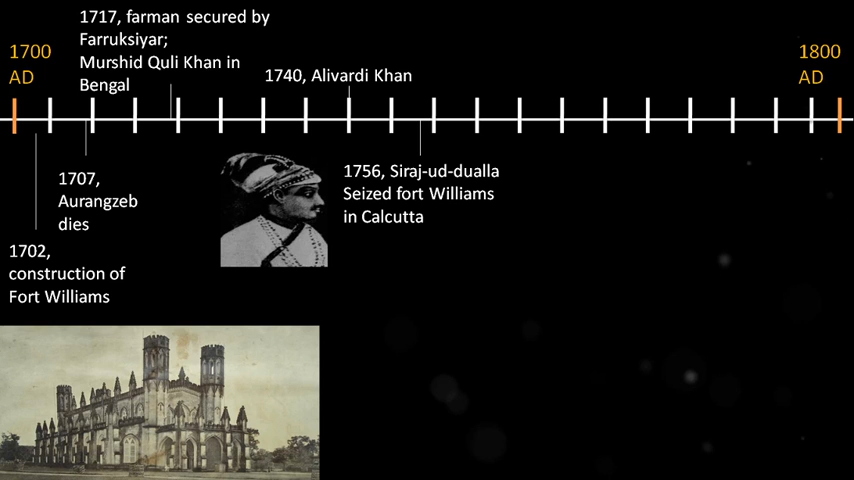 1717, farman secured by
Farruksiyar;
Murshid Quli Khan in
Bengal
1700
AD
1740, Alivardi Khan
1800
AD
1707,
Aurangzeb
dies
1756, Siraj-ud-dualla
Seized fort Williams
in Calcutta
1702,
construction of
Fort Williams